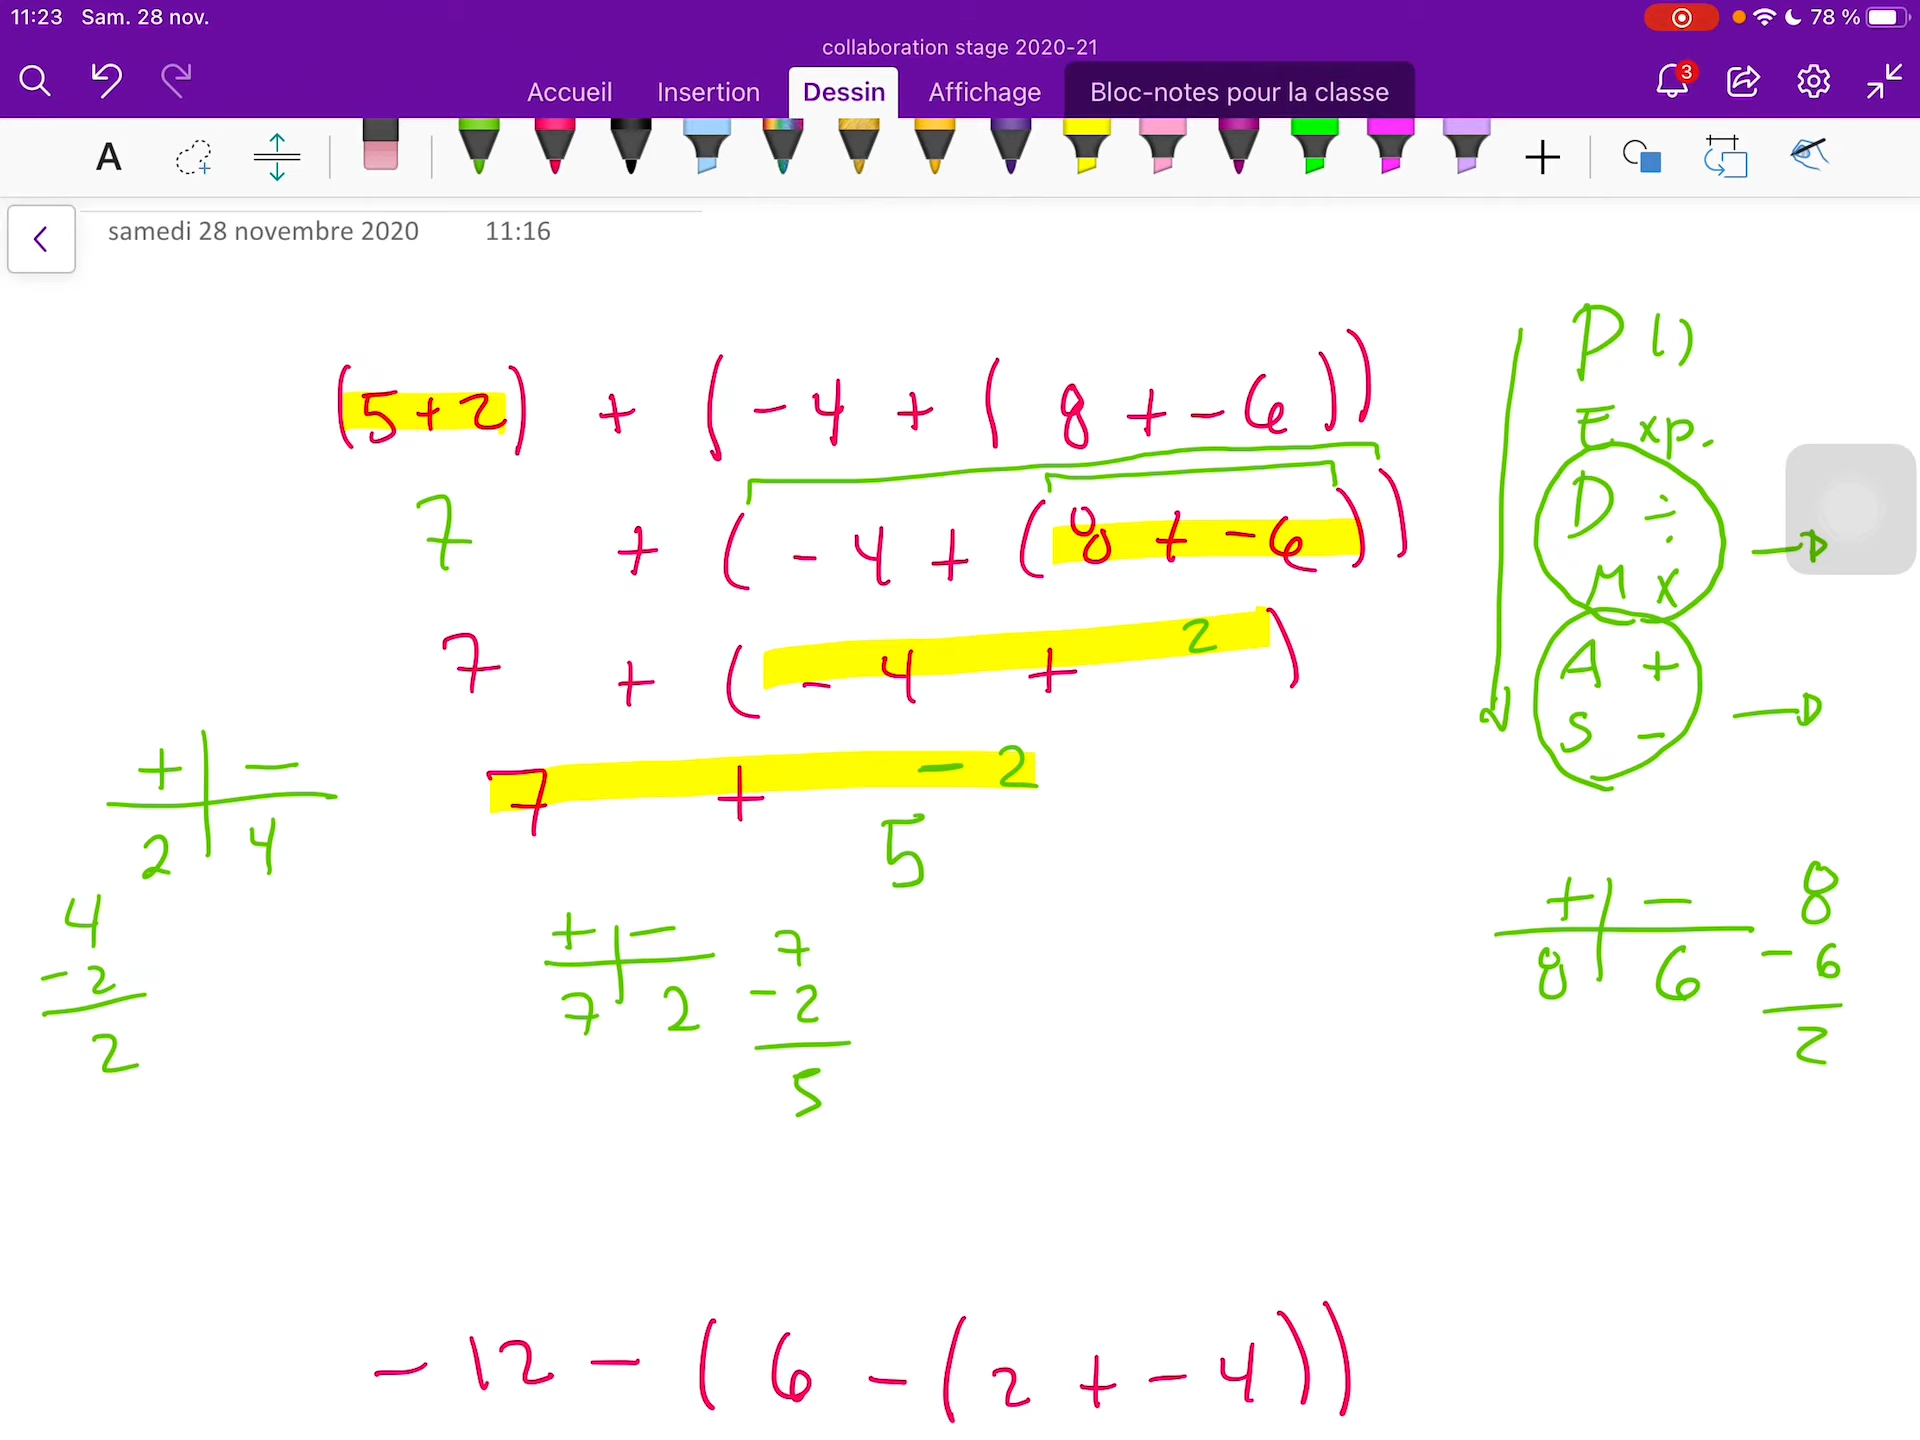 11:23 Sam. 28 nov.
78 %
collaboration stage 2020-21
3
Accueil Insertion Dessin Affichage Bloc-notes pour la classe
A
samedi 28 novembre 2020 11:16
(5+2) + (-4 + (8 + -6))
7 + (-4 + (8 + -6))
7 + (-4 + 2)
7 + -2
5
P ()
Exp.
D ÷
M x
A +
S -
+ | -
2 | 4
4
-2
2
+ | -
7 | 2
7
-2
5
+ | -
8 | 6
8
-6
2
-12 - (6 - (2 + -4))